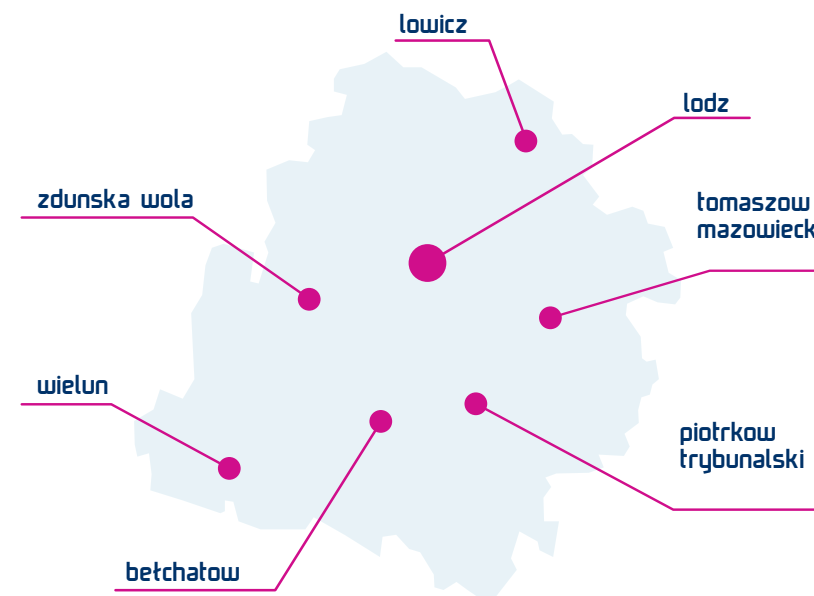 lowicz
lodz
zdunska wola
tomaszow
mazowieck
wielun
piotrkow
trybunalski
bełchatow